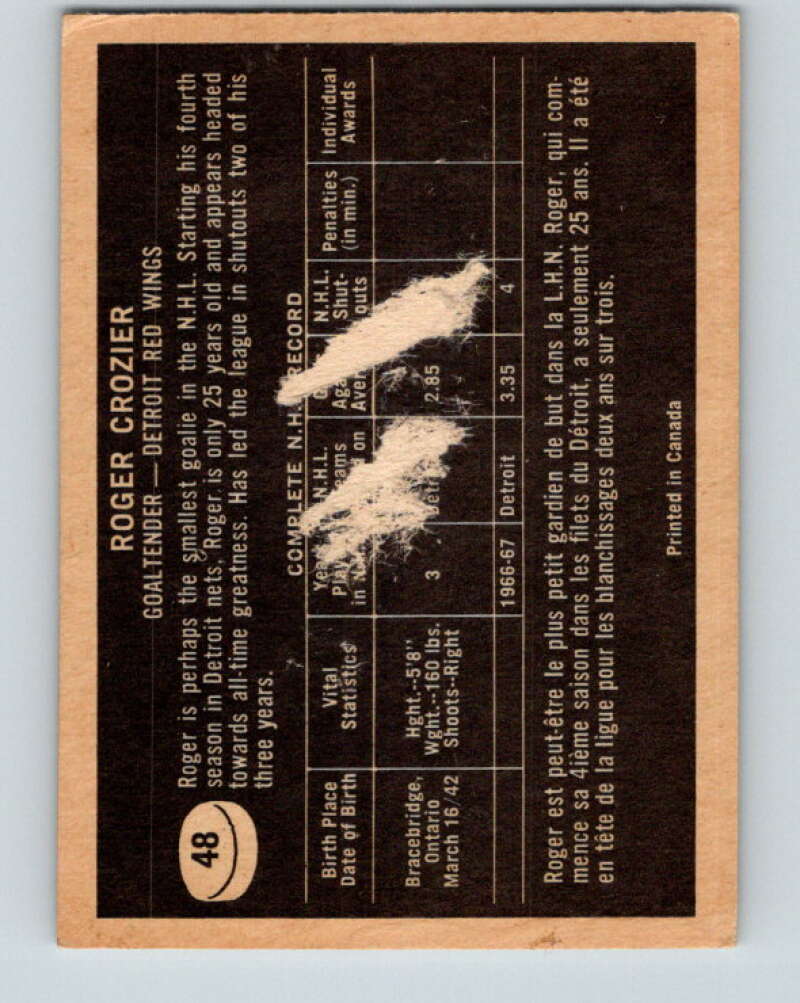 ROGER CROZIER
GOALTENDER — DETROIT RED WINGS
48
Roger is perhaps the smallest goalie in the N.H.L. Starting his fourth
season in Detroit nets, Roger is only 25 years old and appears headed
towards all-time greatness. Has led the league in shutouts two of his
three years.
COMPLETE N.H. RECORD
Birth Place
Date of Birth
Vital
Statistics
N.H.L.
on
N.H.L.
Shut-
outs
Penalties
(in min.)
Individual
Awards
Bracebridge,
Ontario
March 16/42
Hght.--5'8"
Wght.--160 lbs.
Shoots--Right
3
2.85
1966-67 Detroit 3.35 4
Roger est peut-être le plus petit gardien de but dans la L.H.N. Roger, qui com-
mence sa 4ième saison dans les filets du Détroit, a seulement 25 ans. Il a été
en tête de la ligue pour les blanchissages deux ans sur trois.
Printed in Canada